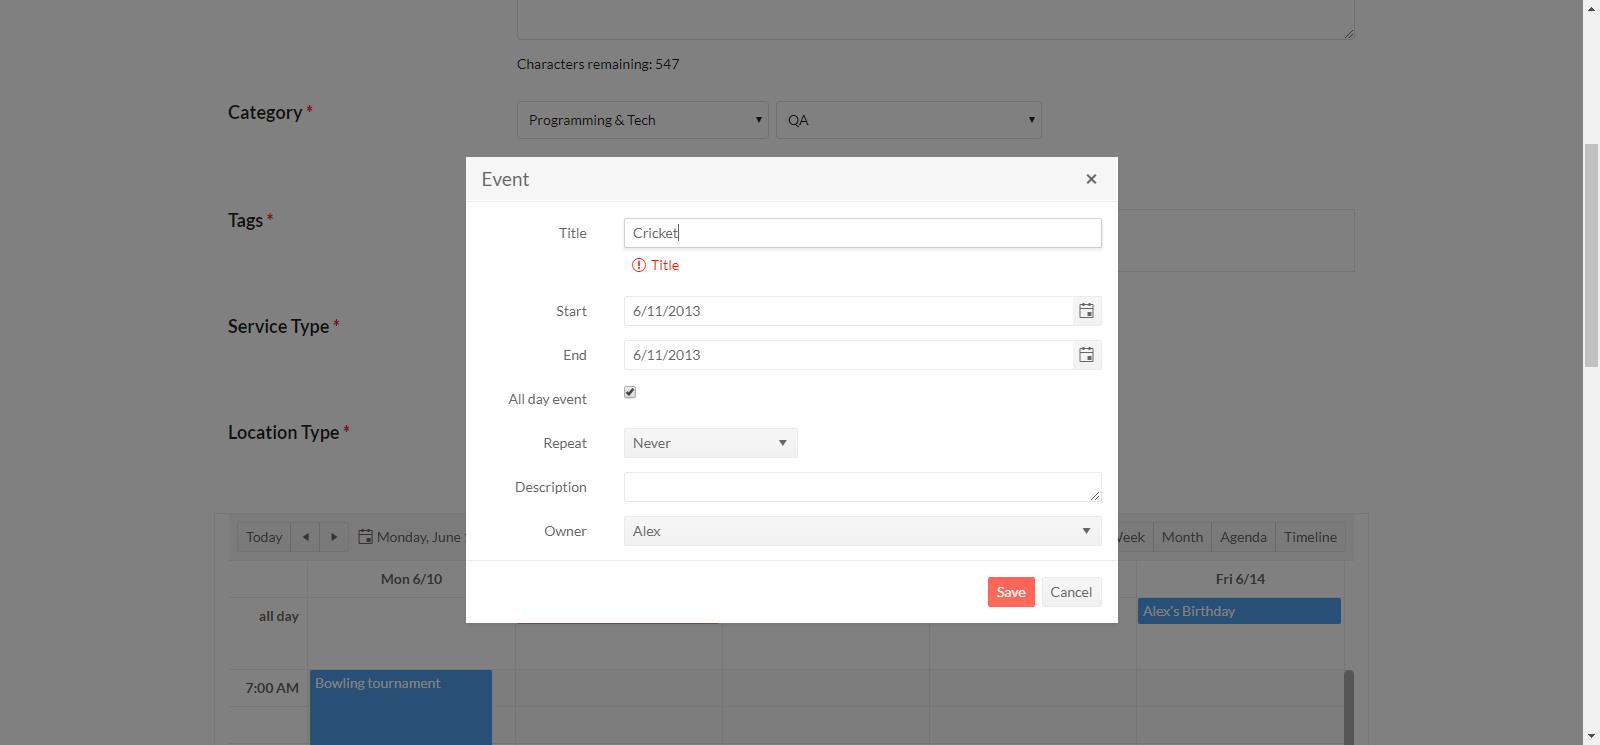 Characters remaining: 547
Category *
Programming & Tech
QA
Event
Title
Cricket
Title
Tags *
Start
6/11/2013
Service Type *
End
6/11/2013
All day event
Location Type *
Repeat
Never
Description
Owner
Alex
Today
Monday, June
Week
Month
Agenda
Timeline
Mon 6/10
Fri 6/14
Save
Cancel
all day
Alex's Birthday
7:00 AM
Bowling tournament